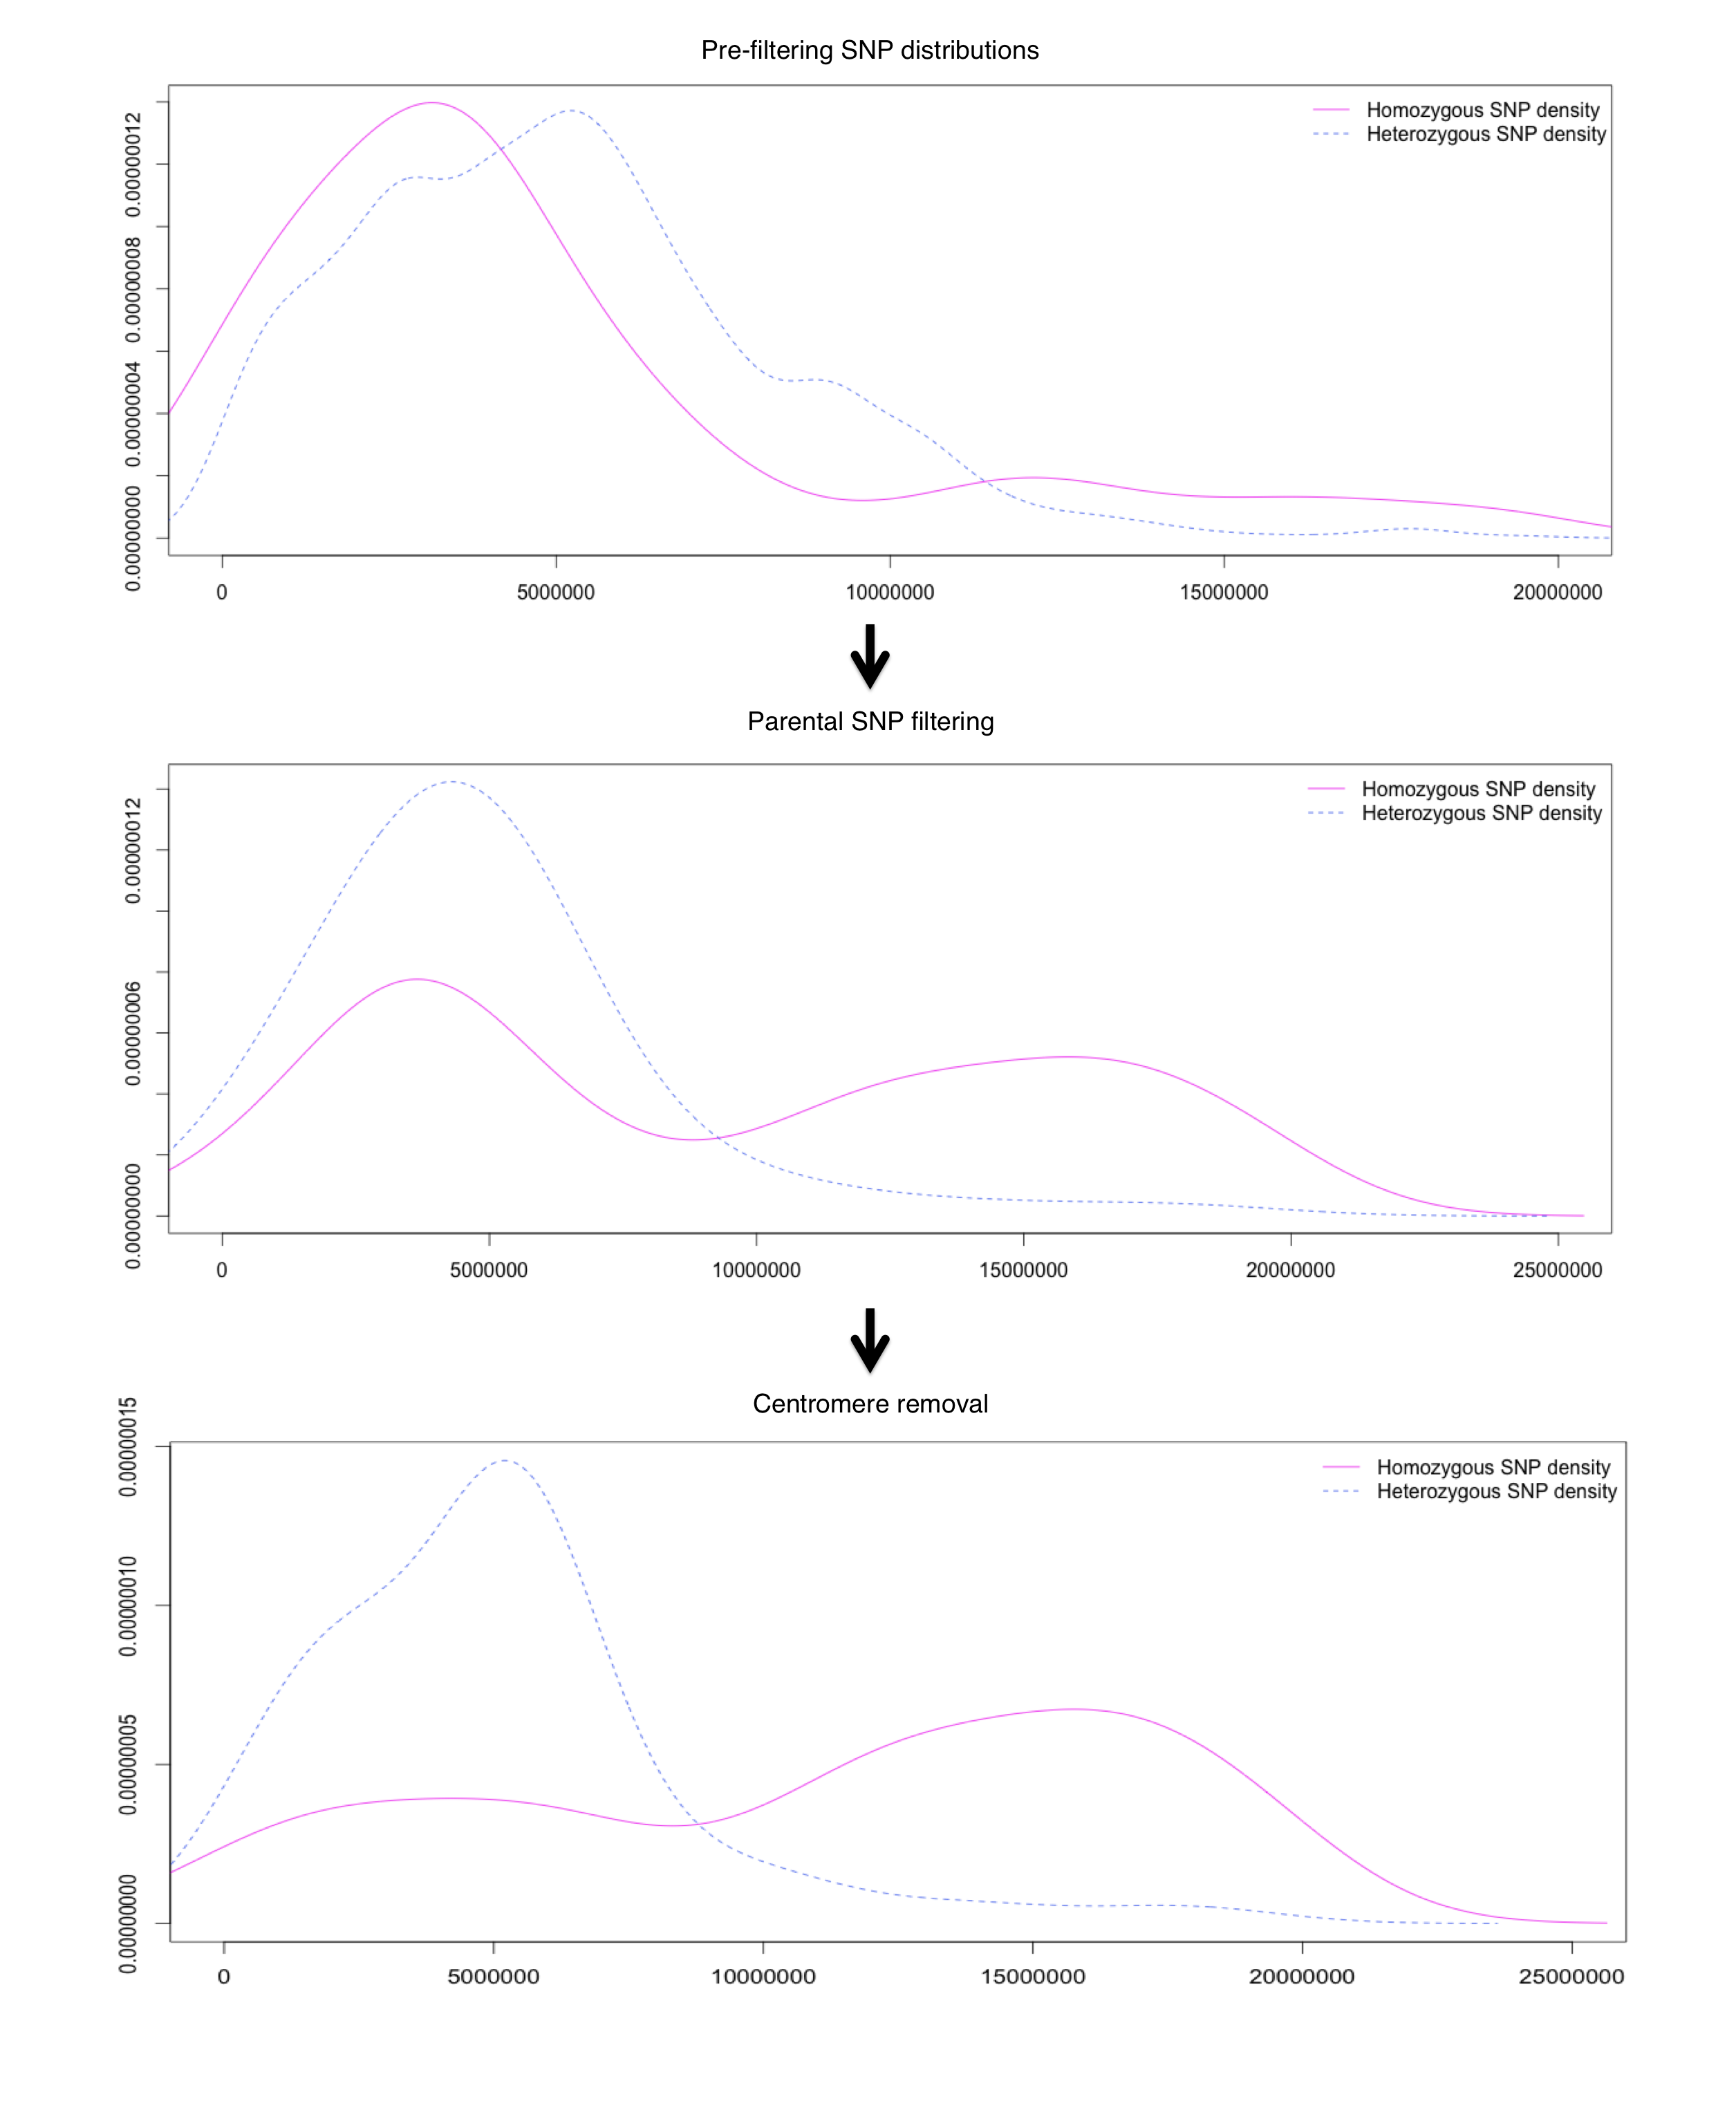 Pre-filtering SNP distributions
Homozygous SNP density
Heterozygous SNP density
0.00000012
0.00000008
0.00000004
0.00000000
0 5000000 10000000 15000000 20000000
Parental SNP filtering
Homozygous SNP density
Heterozygous SNP density
0.00000012
0.00000006
0.00000000
0 5000000 10000000 15000000 20000000 25000000
Centromere removal
Homozygous SNP density
Heterozygous SNP density
0.00000015
0.00000010
0.00000005
0.00000000
0 5000000 10000000 15000000 20000000 25000000